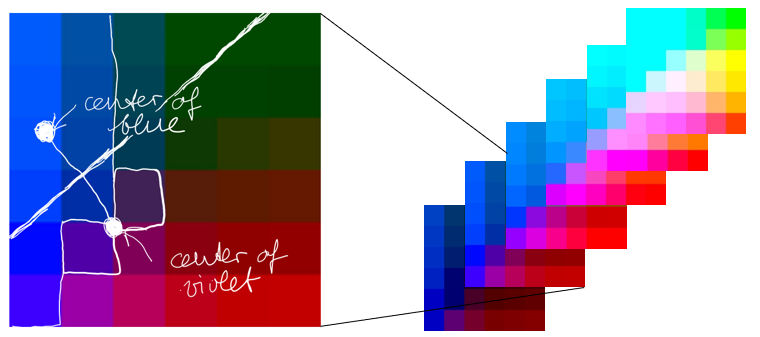 center of
blue
center of
violet